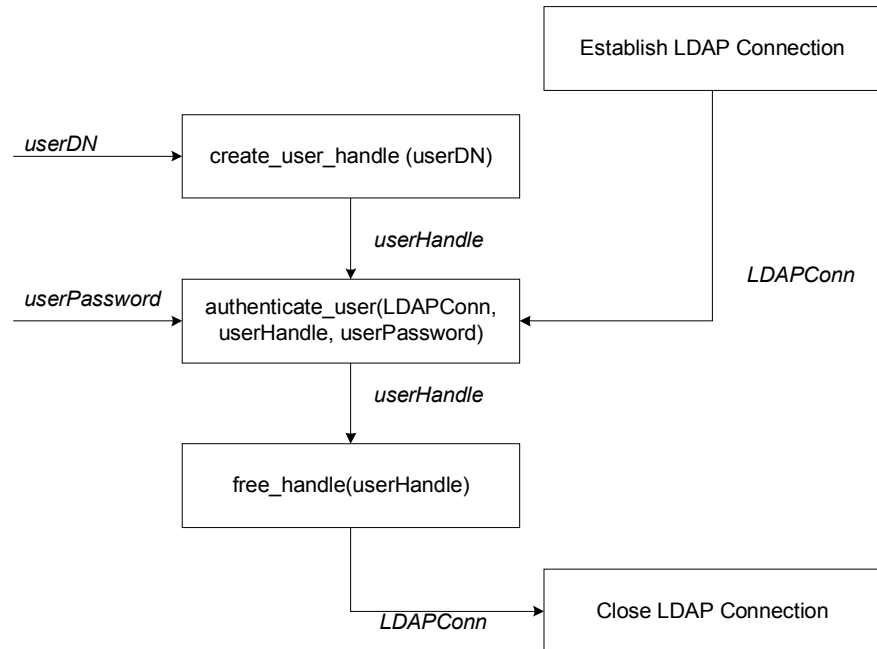 Establish LDAP Connection
userDN
create_user_handle (userDN)
userHandle
LDAPConn
userPassword
authenticate_user(LDAPConn,
userHandle, userPassword)
userHandle
free_handle(userHandle)
LDAPConn
Close LDAP Connection